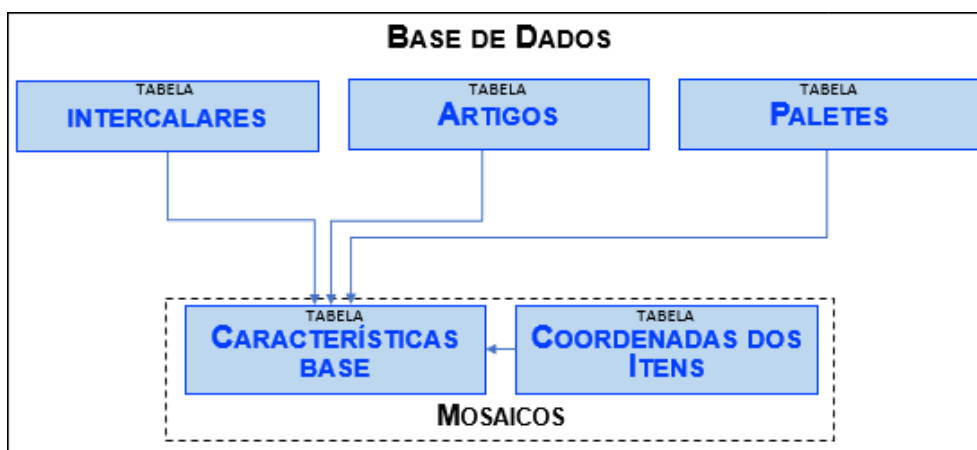 BASE DE DADOS
TABELA
INTERCALARES
TABELA
ARTIGOS
TABELA
PALETES
TABELA
CARACTERÍSTICAS
BASE
TABELA
COORDENADAS DOS
ITENS
MOSAICOS